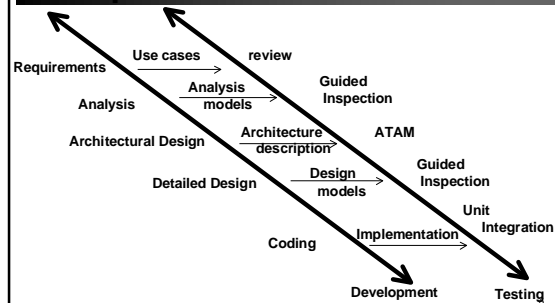 Use cases
review
Requirements
Analysis
models
Guided
Inspection
Analysis
Architecture
description
ATAM
Architectural Design
Guided
Inspection
Design
models
Detailed Design
Unit
Integration
Implementation
Coding
Development
Testing